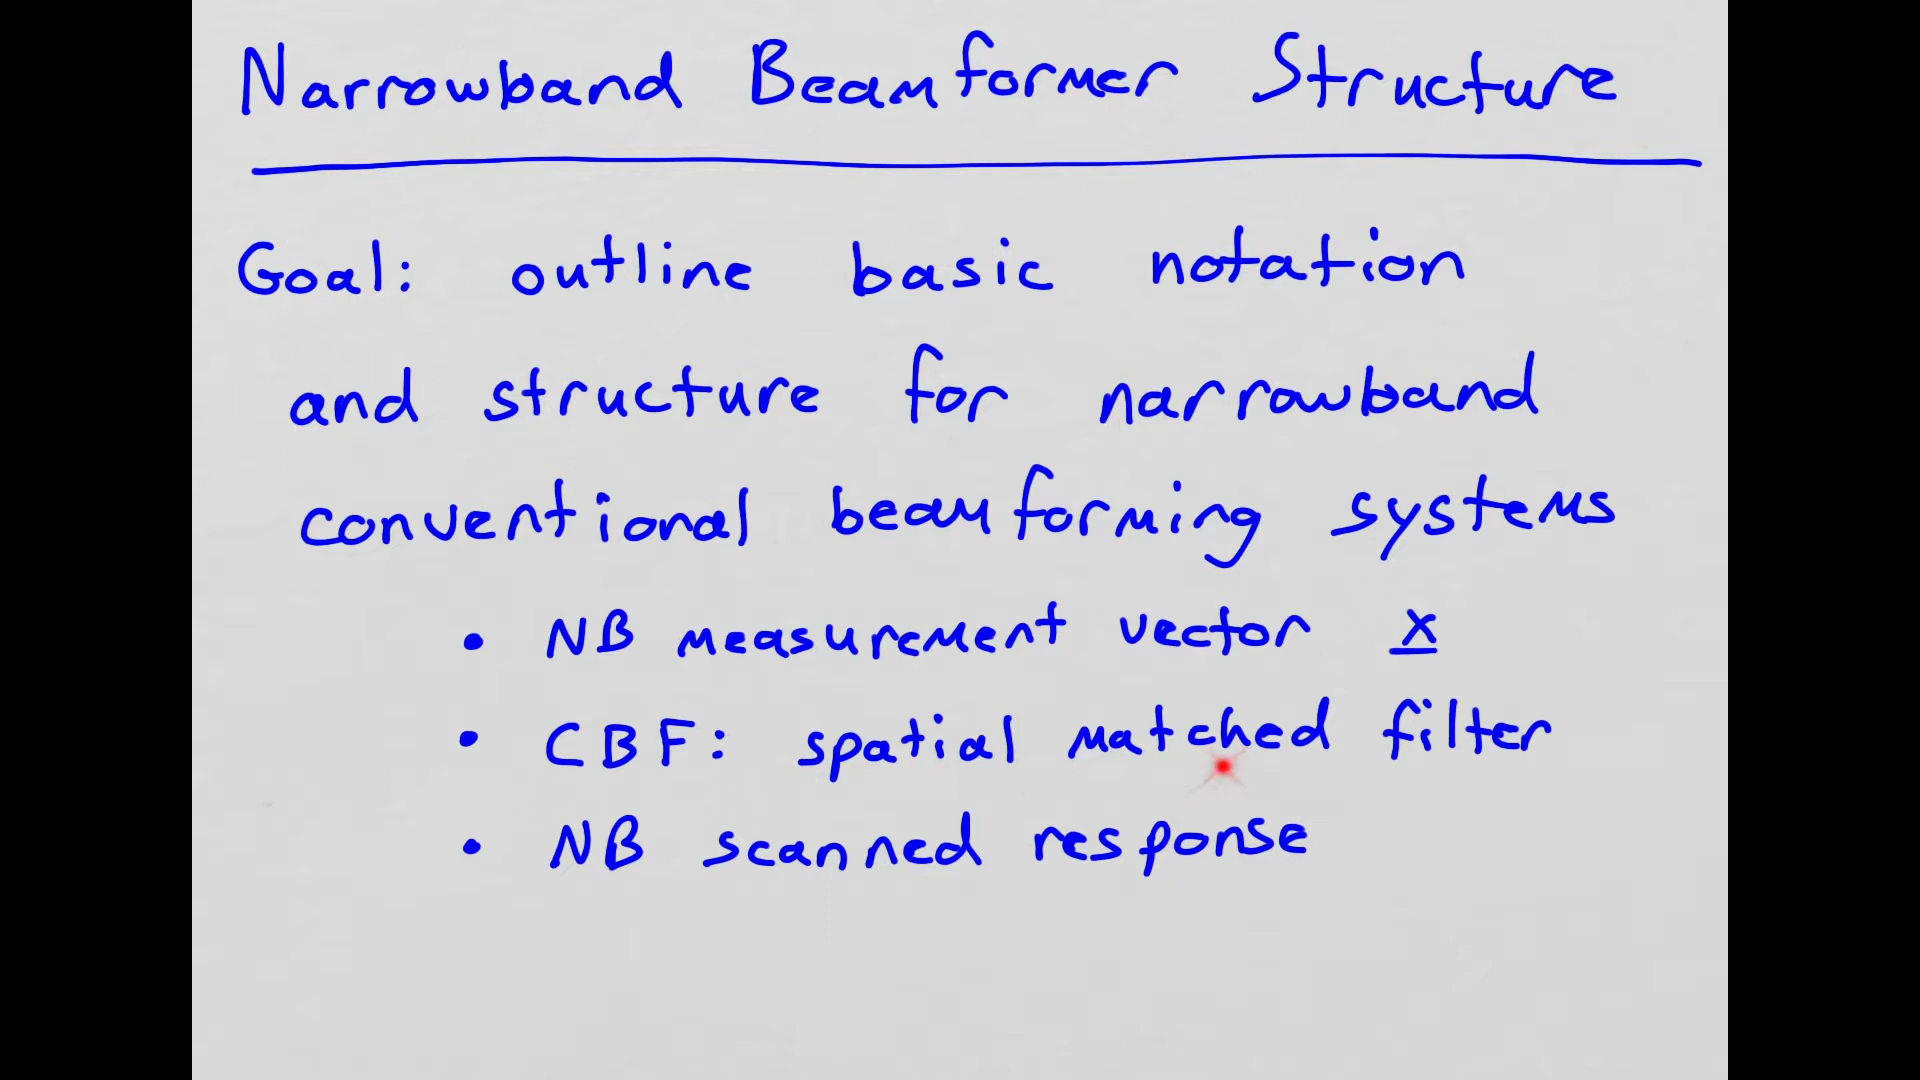 Narrowband Beamformer Structure
Goal: outline basic notation
and structure for narrowband
conventional beamforming systems
• NB measurement vector x
• CBF: spatial matched filter
• NB scanned response